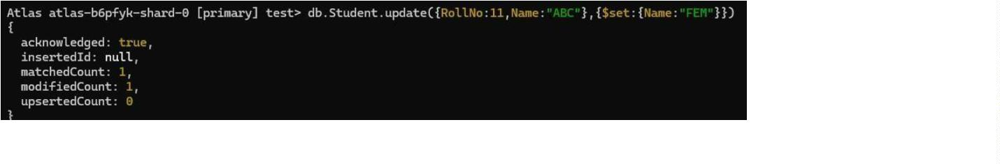 Atlas atlas-b6pfyk-shard-0 [primary] test> db.Student.update({RollNo:11,Name:"ABC"},{$set:{Name:"FEM"}})
{
  acknowledged: true,
  insertedId: null,
  matchedCount: 1,
  modifiedCount: 1,
  upsertedCount: 0
}